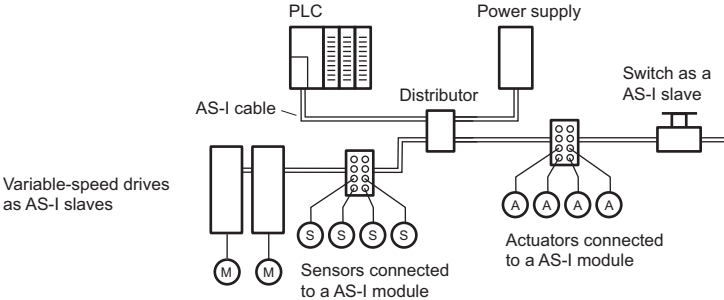 PLC
Power supply
Switch as a
AS-I slave
Distributor
AS-I cable
Variable-speed drives
as AS-I slaves
S S S S
A A A A
Actuators connected
to a AS-I module
M M
Sensors connected
to a AS-I module